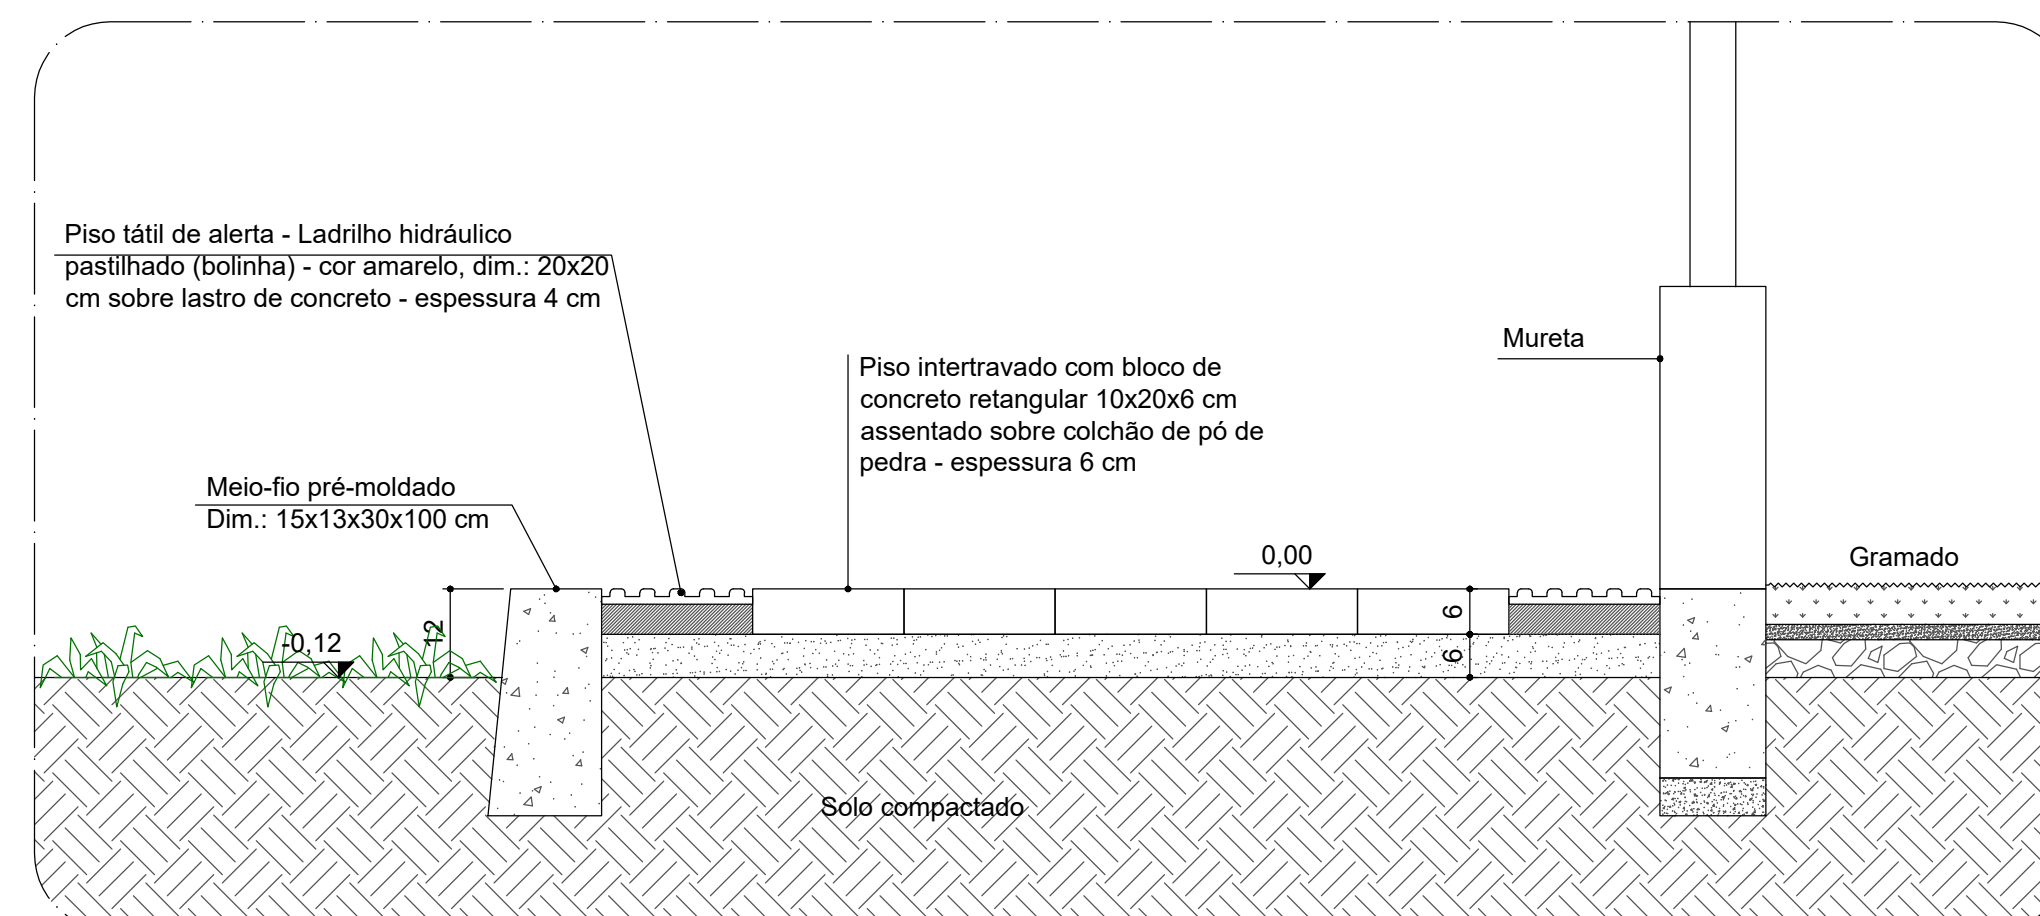 Piso tátil de alerta - Ladrilho hidráulico
pastilhado (bolinha) - cor amarelo, dim.: 20x20
cm sobre lastro de concreto - espessura 4 cm
Mureta
Piso intertravado com bloco de
concreto retangular 10x20x6 cm
assentado sobre colchão de pó de
pedra - espessura 6 cm
Meio-fio pré-moldado
Dim.: 15x13x30x100 cm
0,00
Gramado
12
-0,12
6
6
Solo compactado